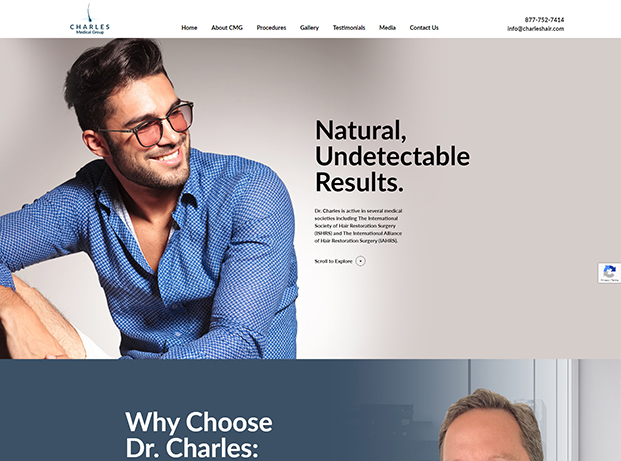 CHARLES
Medical Group
Home About CMG Procedures Gallery Testimonials Media Contact Us
877-752-7414
info@charleshair.com
Natural,
Undetectable
Results.
Dr. Charles is active in several medical
societies including The International
Society of Hair Restoration Surgery
(ISHRS) and The International Alliance
of Hair Restoration Surgery (IAHRS).
Scroll to Explore
Privacy - Terms
Why Choose
Dr. Charles: